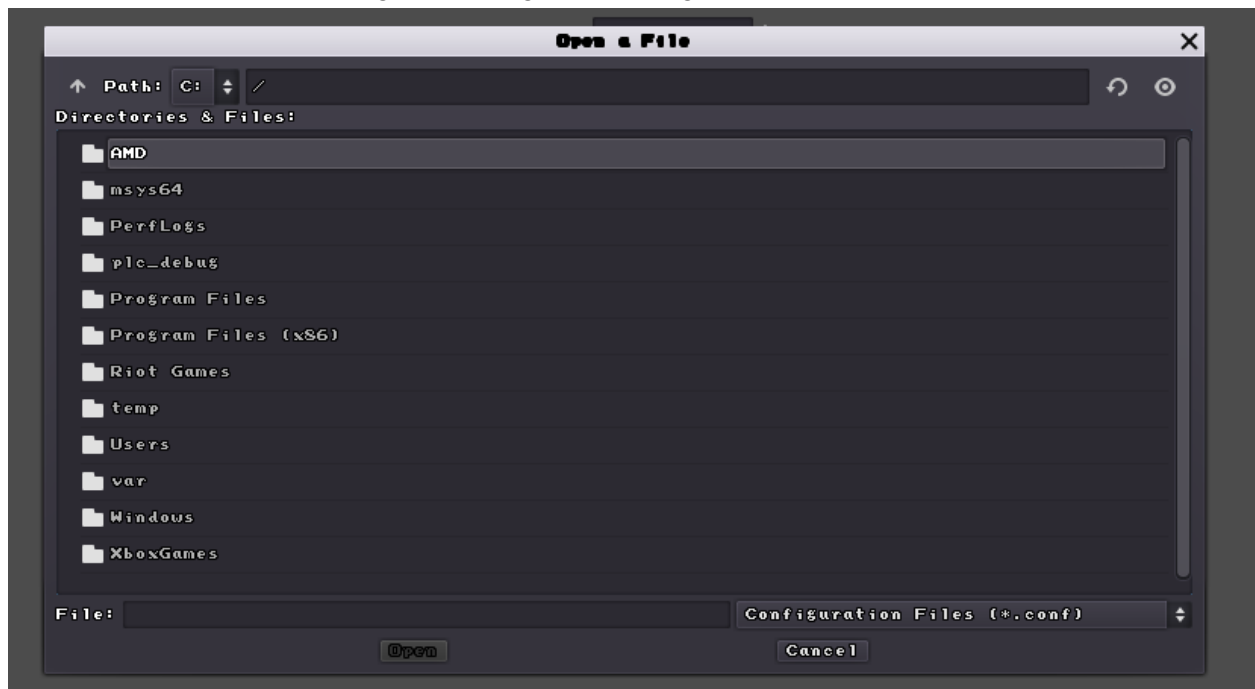 Open a File
Path: C: /
Directories & Files:
AMD
msys64
PerfLogs
plc_debug
Program Files
Program Files (x86)
Riot Games
temp
Users
var
Windows
XboxGames
File: Configuration Files (*.conf)
Open Cancel